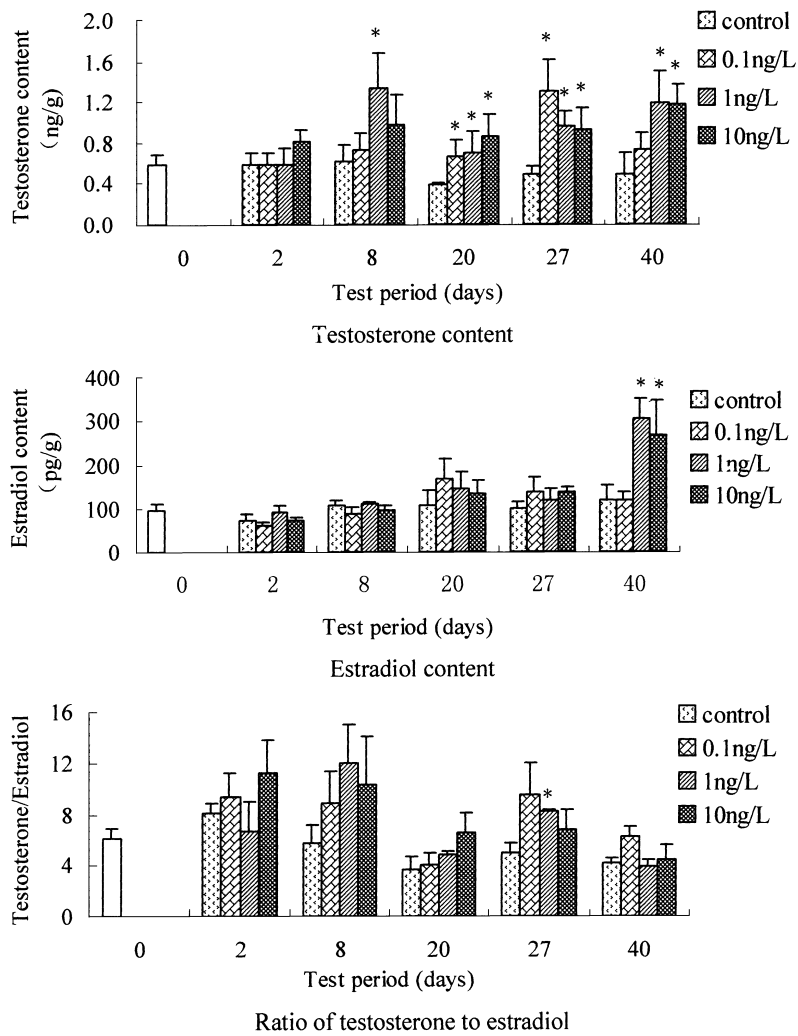 Testosterone content
(ng/g)
2.0
1.6
1.2
0.8
0.4
0.0
* * * * * * * * *
control
0.1ng/L
1ng/L
10ng/L
0 2 8 20 27 40
Test period (days)
Testosterone content
Estradiol content
(pg/g)
400
300
200
100
0
* *
control
0.1ng/L
1ng/L
10ng/L
0 2 8 20 27 40
Test period (days)
Estradiol content
Testosterone/Estradiol
16
12
8
4
0
*
control
0.1ng/L
1ng/L
10ng/L
0 2 8 20 27 40
Test period (days)
Ratio of testosterone to estradiol